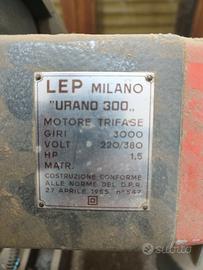 LEP MILANO
"URANO 300„
MOTORE TRIFASE
GIRI 3000
VOLT 220/380
HP 1,5
MATR.
COSTRUZIONE CONFORME
ALLE NORME DEL D.P.R.
27 APRILE 1955 n° 547
subito